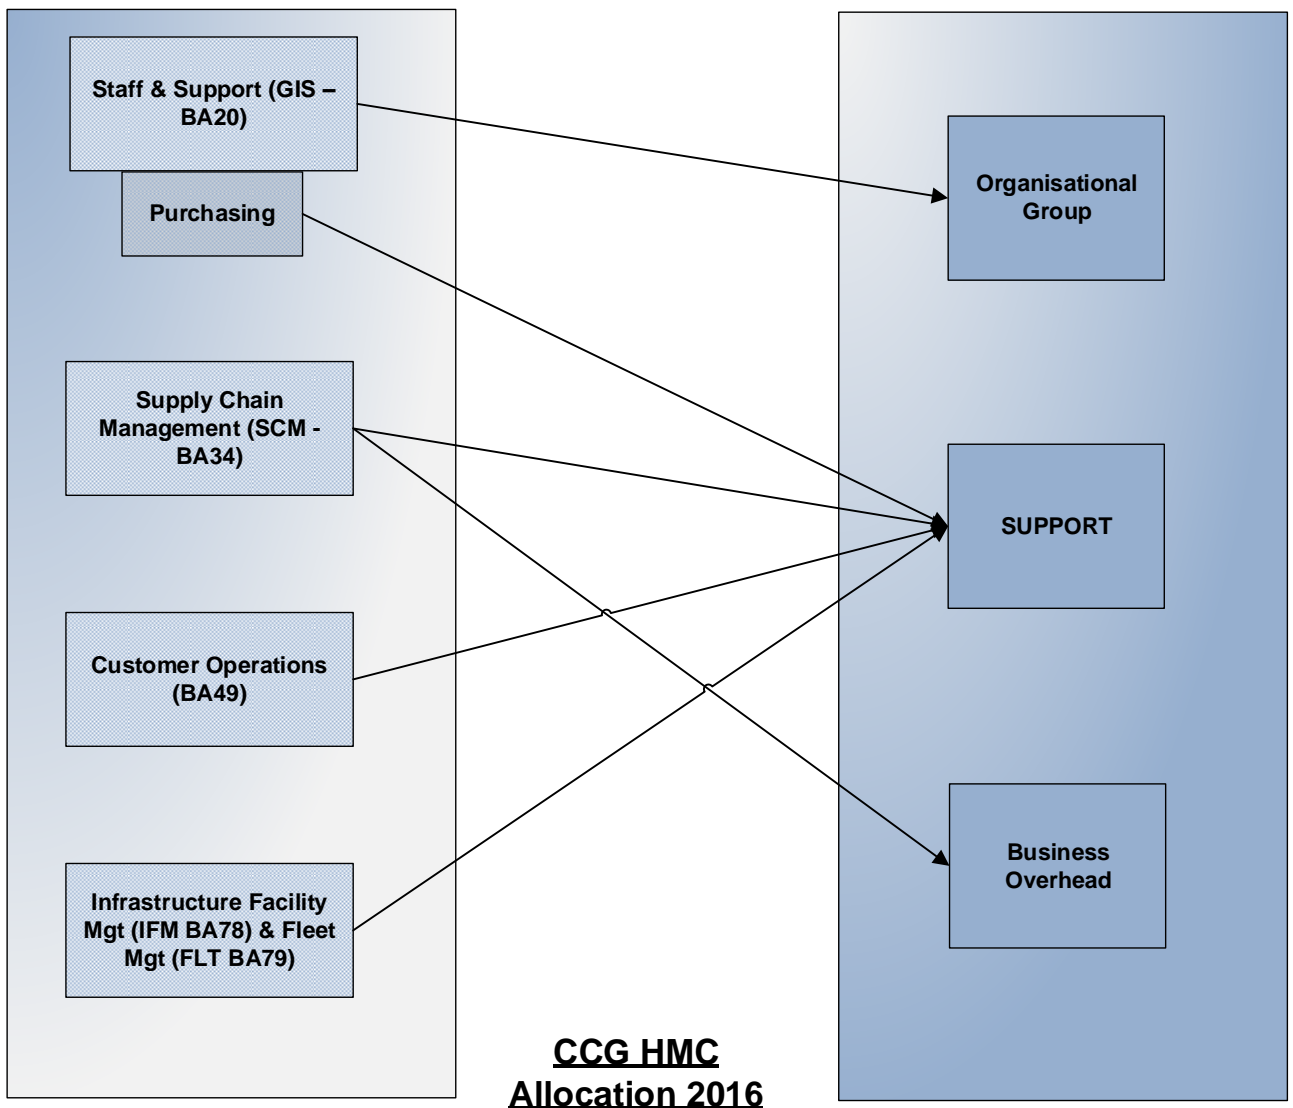 Staff & Support (GIS –
BA20)
Purchasing
Supply Chain
Management (SCM -
BA34)
Customer Operations
(BA49)
Infrastructure Facility
Mgt (IFM BA78) & Fleet
Mgt (FLT BA79)
Organisational
Group
SUPPORT
Business
Overhead
CCG HMC
Allocation 2016